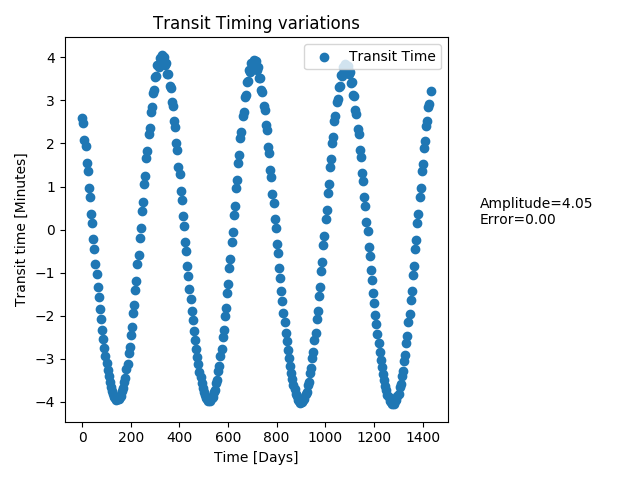 Transit Timing variations
Transit Time
Transit time [Minutes]
4
3
2
1
0
−1
−2
−3
−4
0
200
400
600
800
1000
1200
1400
Time [Days]
Amplitude=4.05
Error=0.00